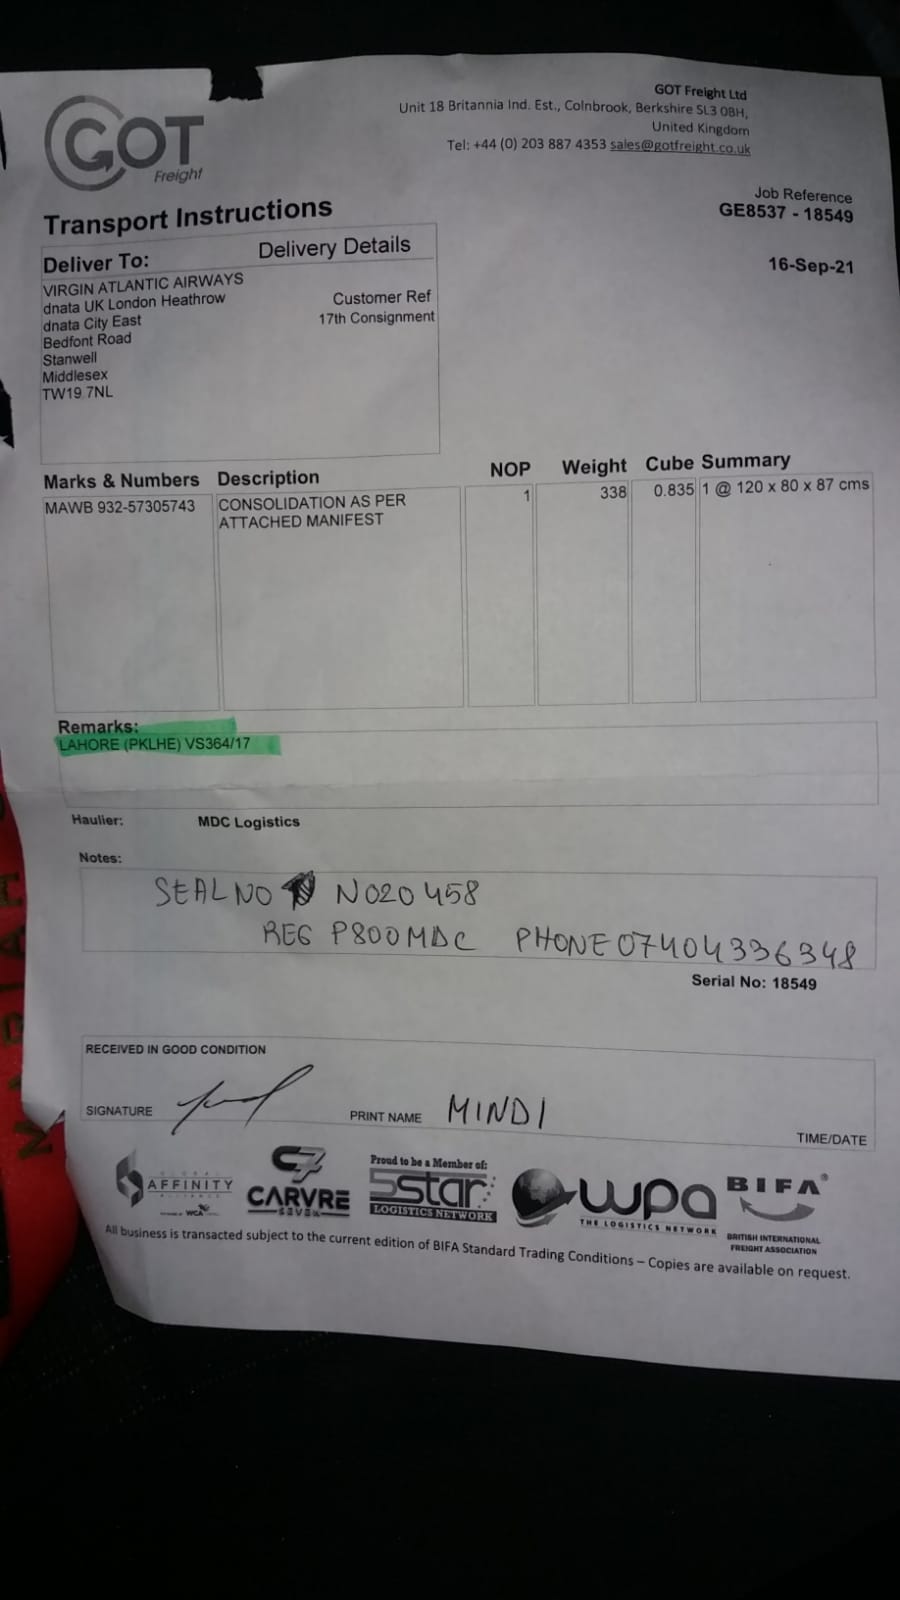 GOT Freight Ltd
Unit 18 Britannia Ind. Est., Colnbrook, Berkshire SL3 0BH,
United Kingdom
Tel: +44 (0) 203 887 4353 sales@gotfreight.co.uk
GOT
Freight
Job Reference
GE8537 - 18549
16-Sep-21
Transport Instructions
Deliver To: Delivery Details
VIRGIN ATLANTIC AIRWAYS
dnata UK London Heathrow
dnata City East
Bedfont Road
Stanwell
Middlesex
TW19 7NL
Customer Ref
17th Consignment
Marks & Numbers Description NOP Weight Cube Summary
MAWB 932-57305743 CONSOLIDATION AS PER 1 338 0.835 1 @ 120 x 80 x 87 cms
ATTACHED MANIFEST
Remarks:
LAHORE (PKLHE) VS364/17
Haulier: MDC Logistics
Notes:
SEAL NO N020458
REG P800MDC PHONE 07404336348
Serial No: 18549
RECEIVED IN GOOD CONDITION
SIGNATURE PRINT NAME MINDI
TIME/DATE
GLOBAL
AFFINITY
ALLIANCE
WCA
C7
CARVRE
SEVEN
Proud to be a Member of:
5star
LOGISTICS NETWORK
wpa
THE LOGISTICS NETWORK
BIFA®
BRITISH INTERNATIONAL
FREIGHT ASSOCIATION
All business is transacted subject to the current edition of BIFA Standard Trading Conditions – Copies are available on request.